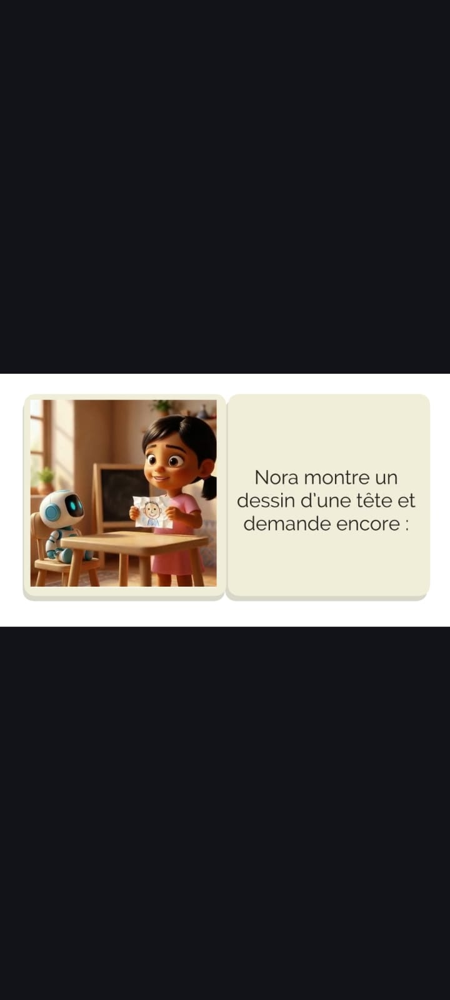 Nora montre un
dessin d'une tête et
demande encore :